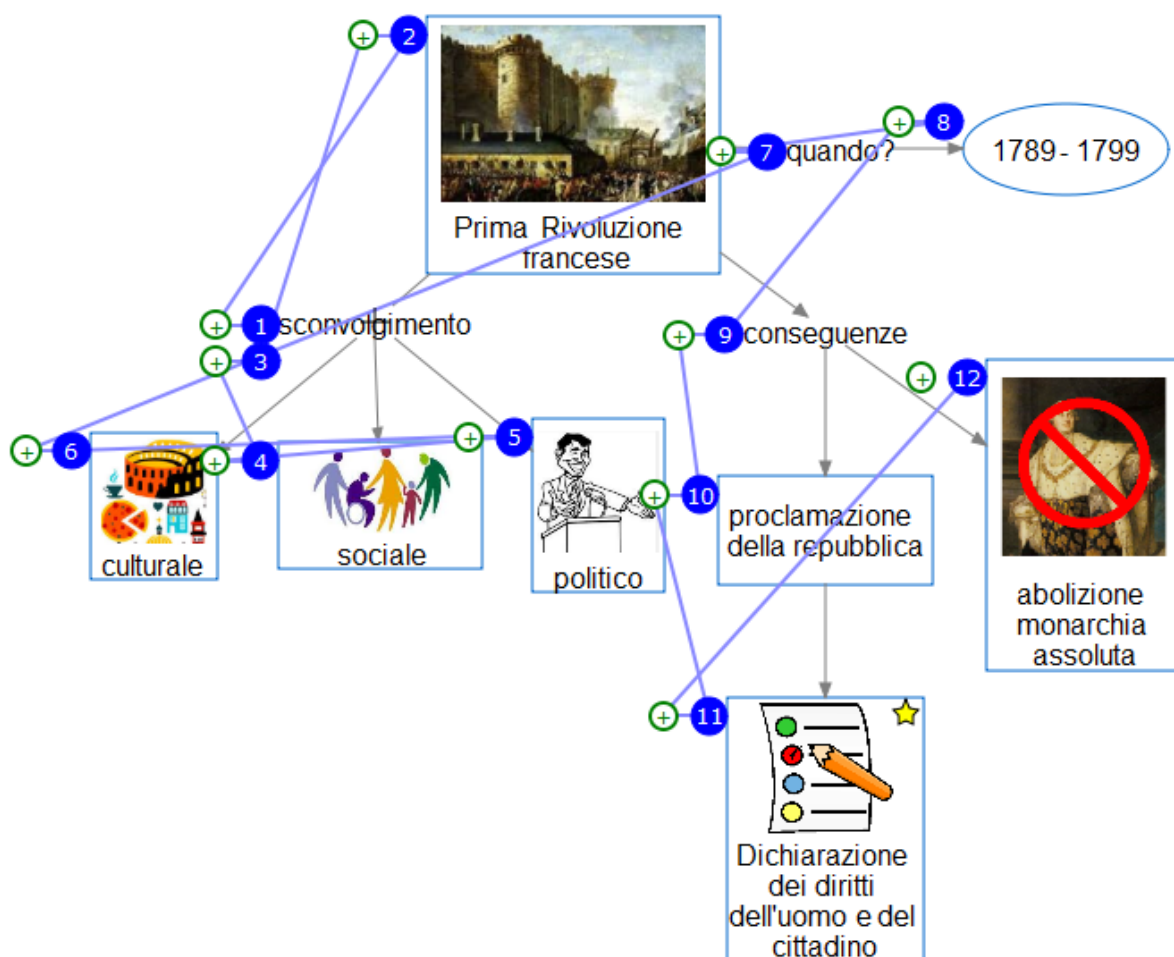 + 2
+ 8
+ 7 quando?
1789 - 1799
Prima Rivoluzione
francese
+ 1 sconvolgimento
+ 9 conseguenze
+ 3
+ 12
+ 6
+ 4
+ 5
+ 10
culturale
sociale
politico
proclamazione
della repubblica
abolizione
monarchia
assoluta
+ 11
Dichiarazione
dei diritti
dell'uomo e del
cittadino